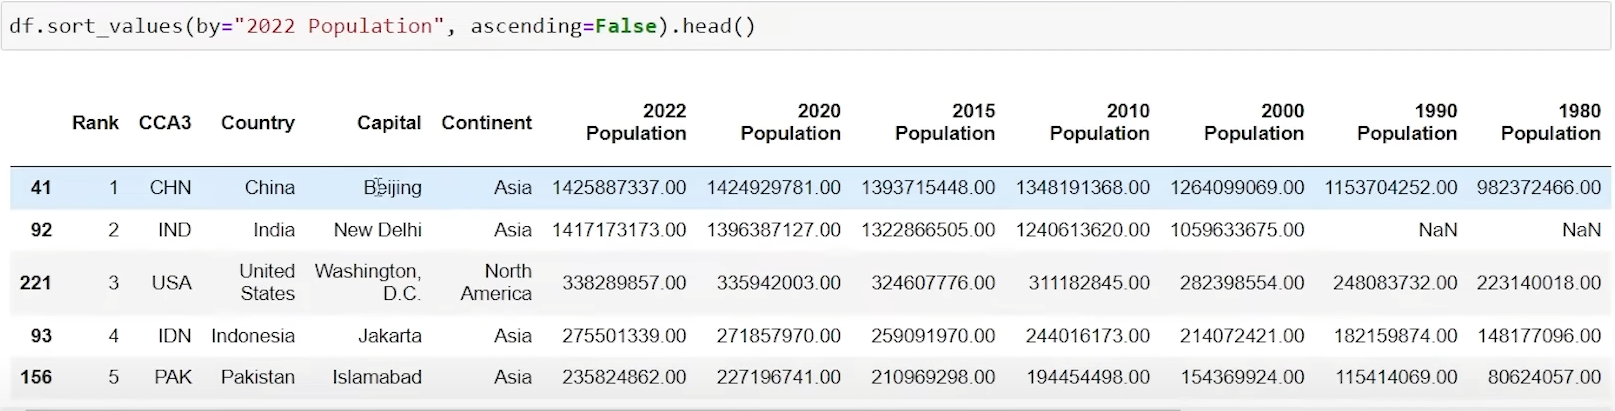 df.sort_values(by="2022 Population", ascending=False).head()
Rank CCA3 Country Capital Continent 2022 Population 2020 Population 2015 Population 2010 Population 2000 Population 1990 Population 1980 Population
41 1 CHN China Beijing Asia 1425887337.00 1424929781.00 1393715448.00 1348191368.00 1264099069.00 1153704252.00 982372466.00
92 2 IND India New Delhi Asia 1417173173.00 1396387127.00 1322866505.00 1240613620.00 1059633675.00 NaN NaN
221 3 USA United States Washington, D.C. North America 338289857.00 335942003.00 324607776.00 311182845.00 282398554.00 248083732.00 223140018.00
93 4 IDN Indonesia Jakarta Asia 275501339.00 271857970.00 259091970.00 244016173.00 214072421.00 182159874.00 148177096.00
156 5 PAK Pakistan Islamabad Asia 235824862.00 227196741.00 210969298.00 194454498.00 154369924.00 115414069.00 80624057.00